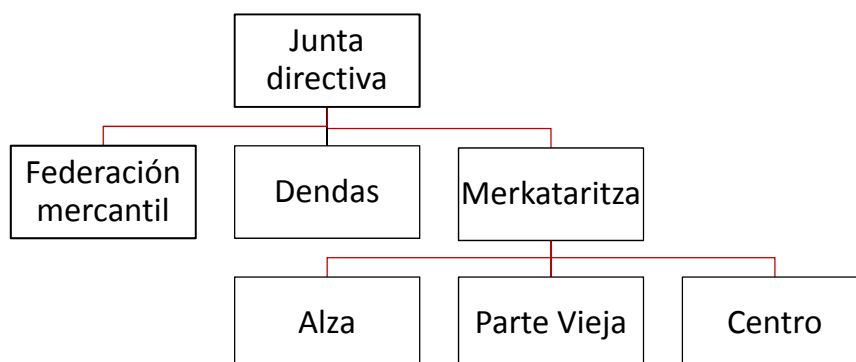 Junta
directiva
Federación
mercantil
Dendas
Merkataritza
Alza
Parte Vieja
Centro